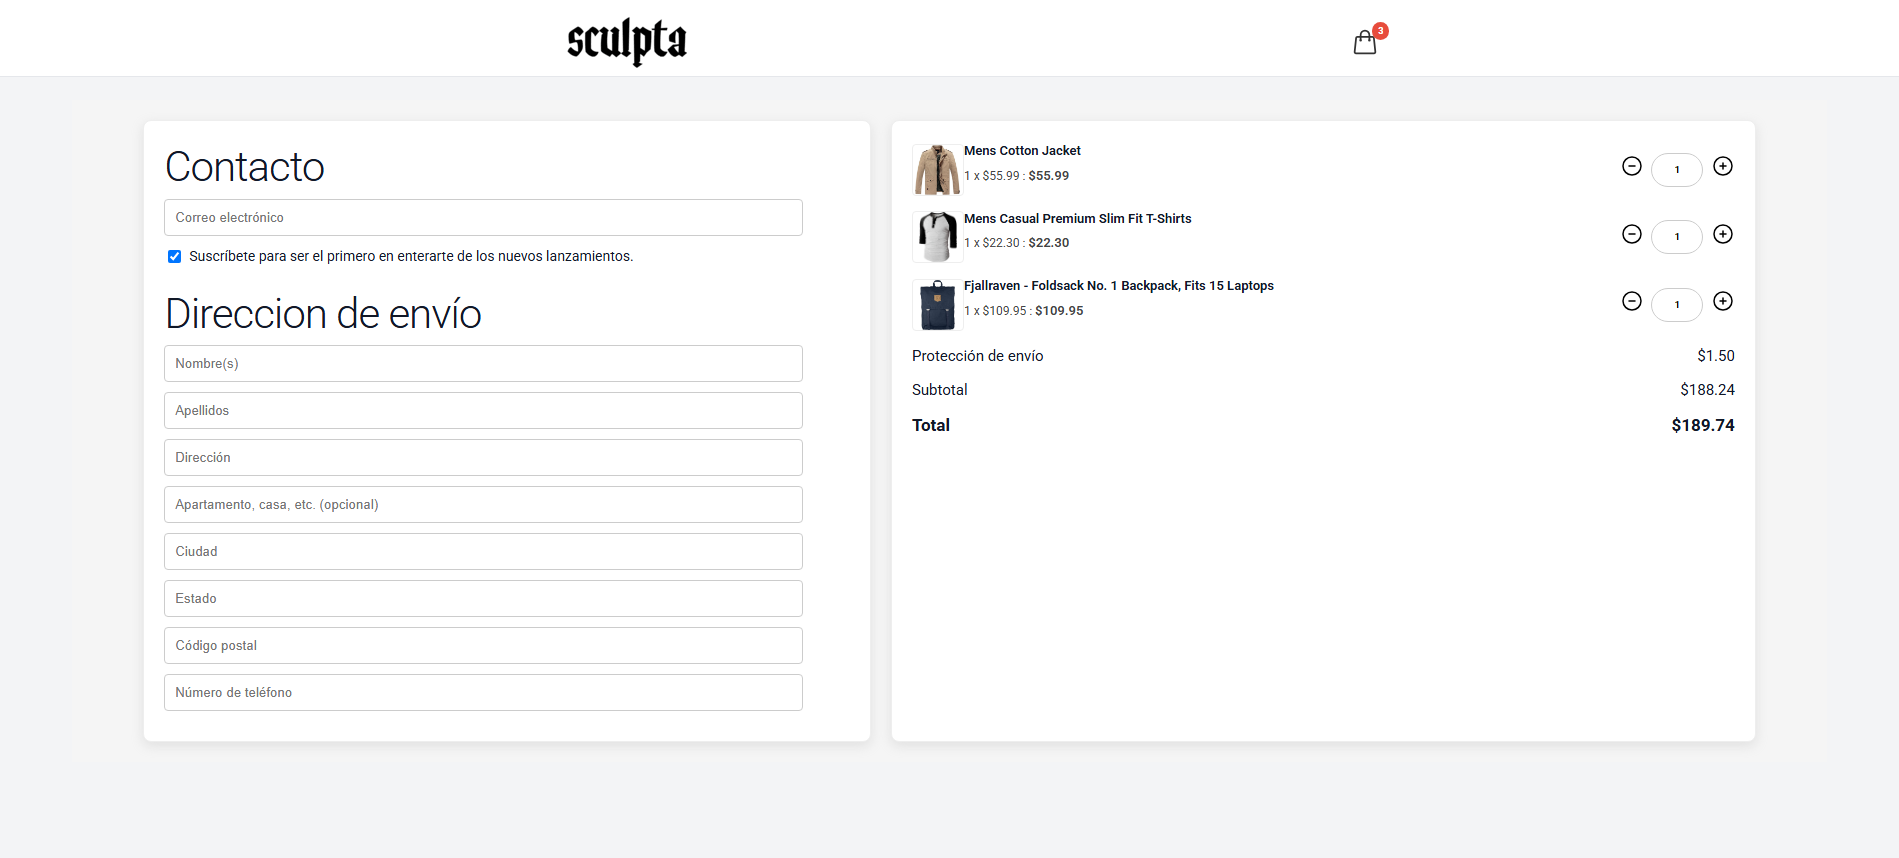 sculpta
3
Contacto
Correo electrónico
Suscríbete para ser el primero en enterarte de los nuevos lanzamientos.
Direccion de envío
Nombre(s)
Apellidos
Dirección
Apartamento, casa, etc. (opcional)
Ciudad
Estado
Código postal
Número de teléfono
Mens Cotton Jacket
1 x $55.99 : $55.99
1
Mens Casual Premium Slim Fit T-Shirts
1 x $22.30 : $22.30
1
Fjallraven - Foldsack No. 1 Backpack, Fits 15 Laptops
1 x $109.95 : $109.95
1
Protección de envío $1.50
Subtotal $188.24
Total $189.74